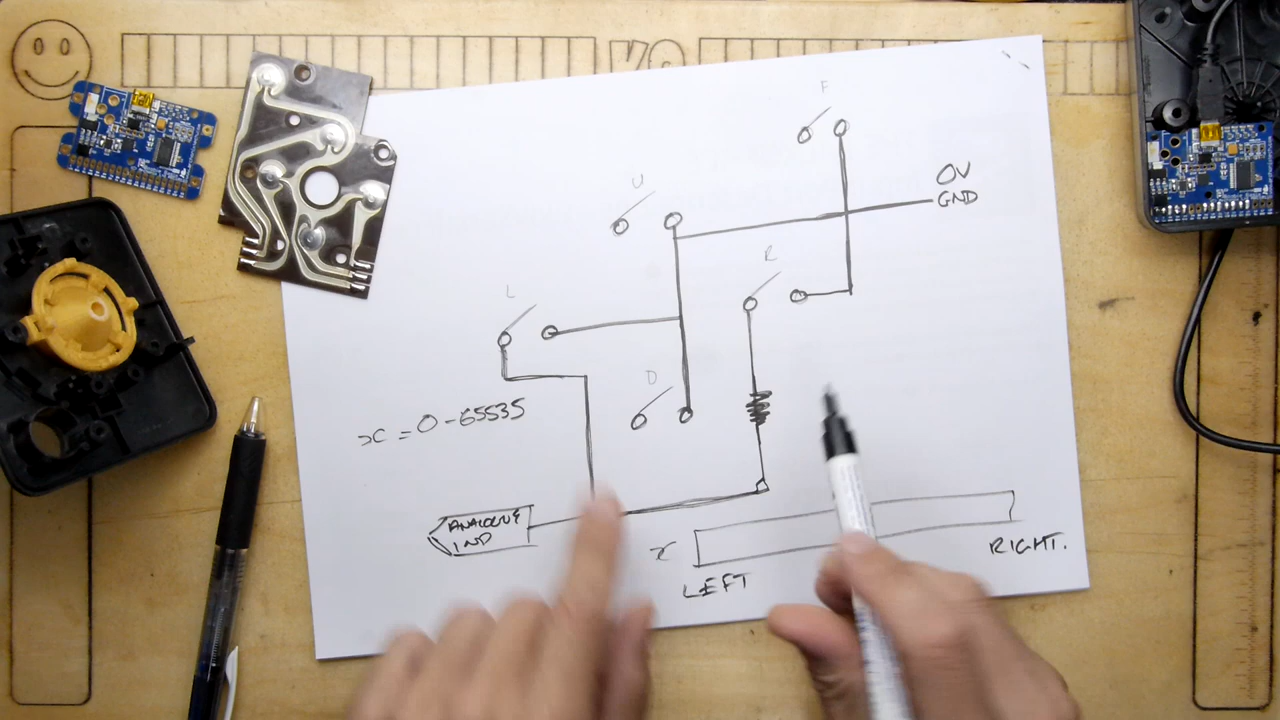 F
0V
GND
U
R
L
D
x = 0-65535
ANALOGUE
IND
x
LEFT
RIGHT.